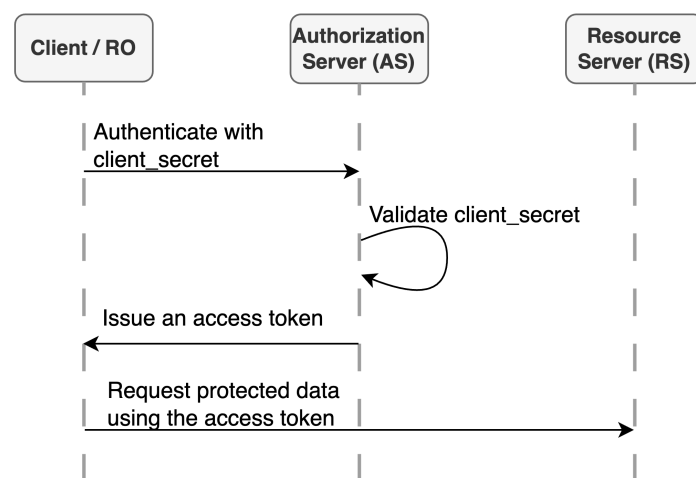 Client / RO
Authorization
Server (AS)
Resource
Server (RS)
Authenticate with
client_secret
Validate client_secret
Issue an access token
Request protected data
using the access token